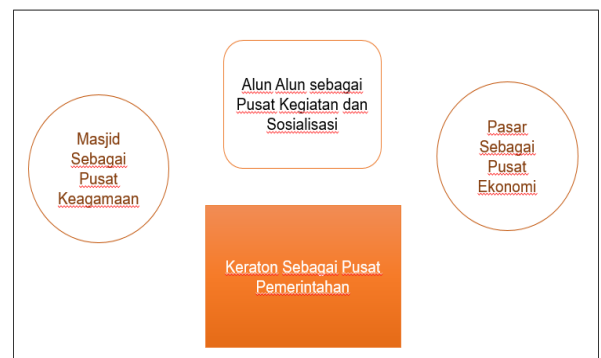 Masjid
Sebagai
Pusat
Keagamaan
Alun Alun sebagai
Pusat Kegiatan dan
Sosialisasi
Pasar
Sebagai
Pusat
Ekonomi
Keraton Sebagai Pusat
Pemerintahan